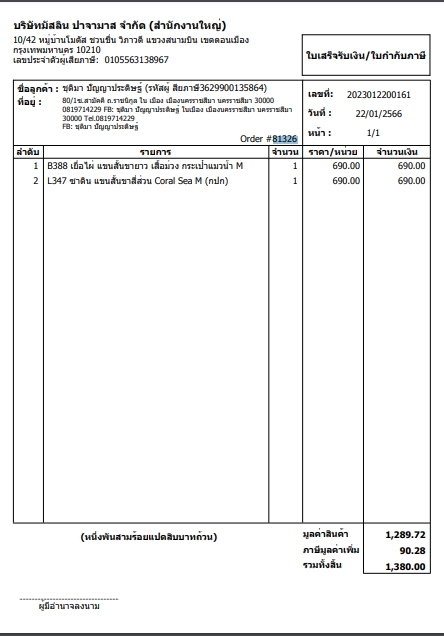 บริษัทมัสลิน ปาจามาส จำกัด (สำนักงานใหญ่)
10/42 หมู่บ้านโนตัส ชวนชื่น วิภาวดี แขวงสนามบิน เขตดอนเมือง
กรุงเทพมหานคร 10210
เลขประจำตัวผู้เสียภาษี: 0105563138967
ใบเสร็จรับเงิน/ใบกำกับภาษี
ชื่อลูกค้า : ชุติมา ปัญญาประดิษฐ์ (รหัสผู้ เสียภาษี3629900135864)
ที่อยู่ : 80/1ซ.สามัคคี ถ.ราชนิกูล ใน เมือง เมืองนครราชสีมา นครราชสีมา 30000
0819714229 FB: ชุติมา ปัญญาประดิษฐ์ ในเมือง เมืองนครราชสีมา นครราชสีมา
30000 Tel.0819714229
FB: ชุติมา ปัญญาประดิษฐ์
Order #81326
เลขที่: 2023012200161
วันที่ : 22/01/2566
หน้า : 1/1
ลำดับ รายการ จำนวน ราคา/หน่วย จำนวนเงิน
1 B388 เยื่อไผ่ แขนสั้นขายาว เสื้อม่วง กระเป๋าแมวน้ำ M 1 690.00 690.00
2 L347 ซาติน แขนสั้นขาสี่ส่วน Coral Sea M (กปก) 1 690.00 690.00
(หนึ่งพันสามร้อยแปดสิบบาทถ้วน)
มูลค่าสินค้า 1,289.72
ภาษีมูลค่าเพิ่ม 90.28
รวมทั้งสิ้น 1,380.00
ผู้มีอำนาจลงนาม